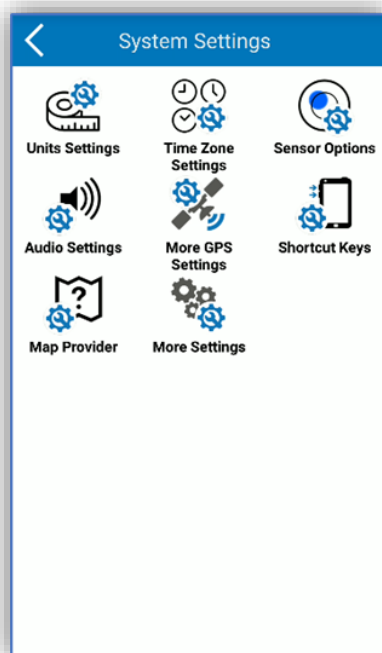 System Settings
Units Settings
Time Zone
Settings
Sensor Options
Audio Settings
More GPS
Settings
Shortcut Keys
Map Provider
More Settings